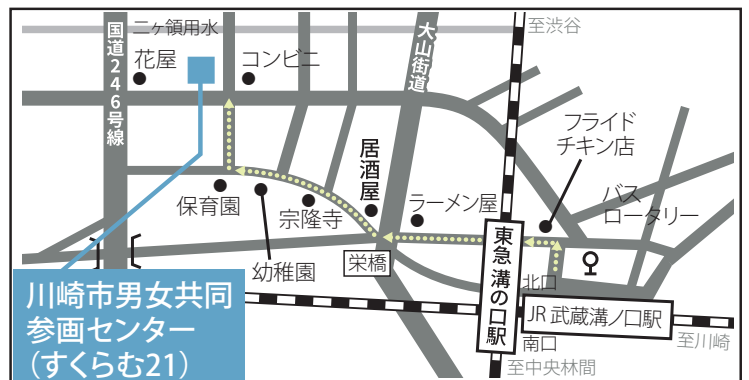 二ヶ領用水
至渋谷
国道246号線
花屋
コンビニ
大山街道
フライド
チキン店
居酒屋
バス
ロータリー
保育園
宗隆寺
ラーメン屋
幼稚園
栄橋
東急 溝の口駅
北口
JR 武蔵溝ノ口駅
南口
至川崎
至中央林間
川崎市男女共同
参画センター
（すくらむ21）